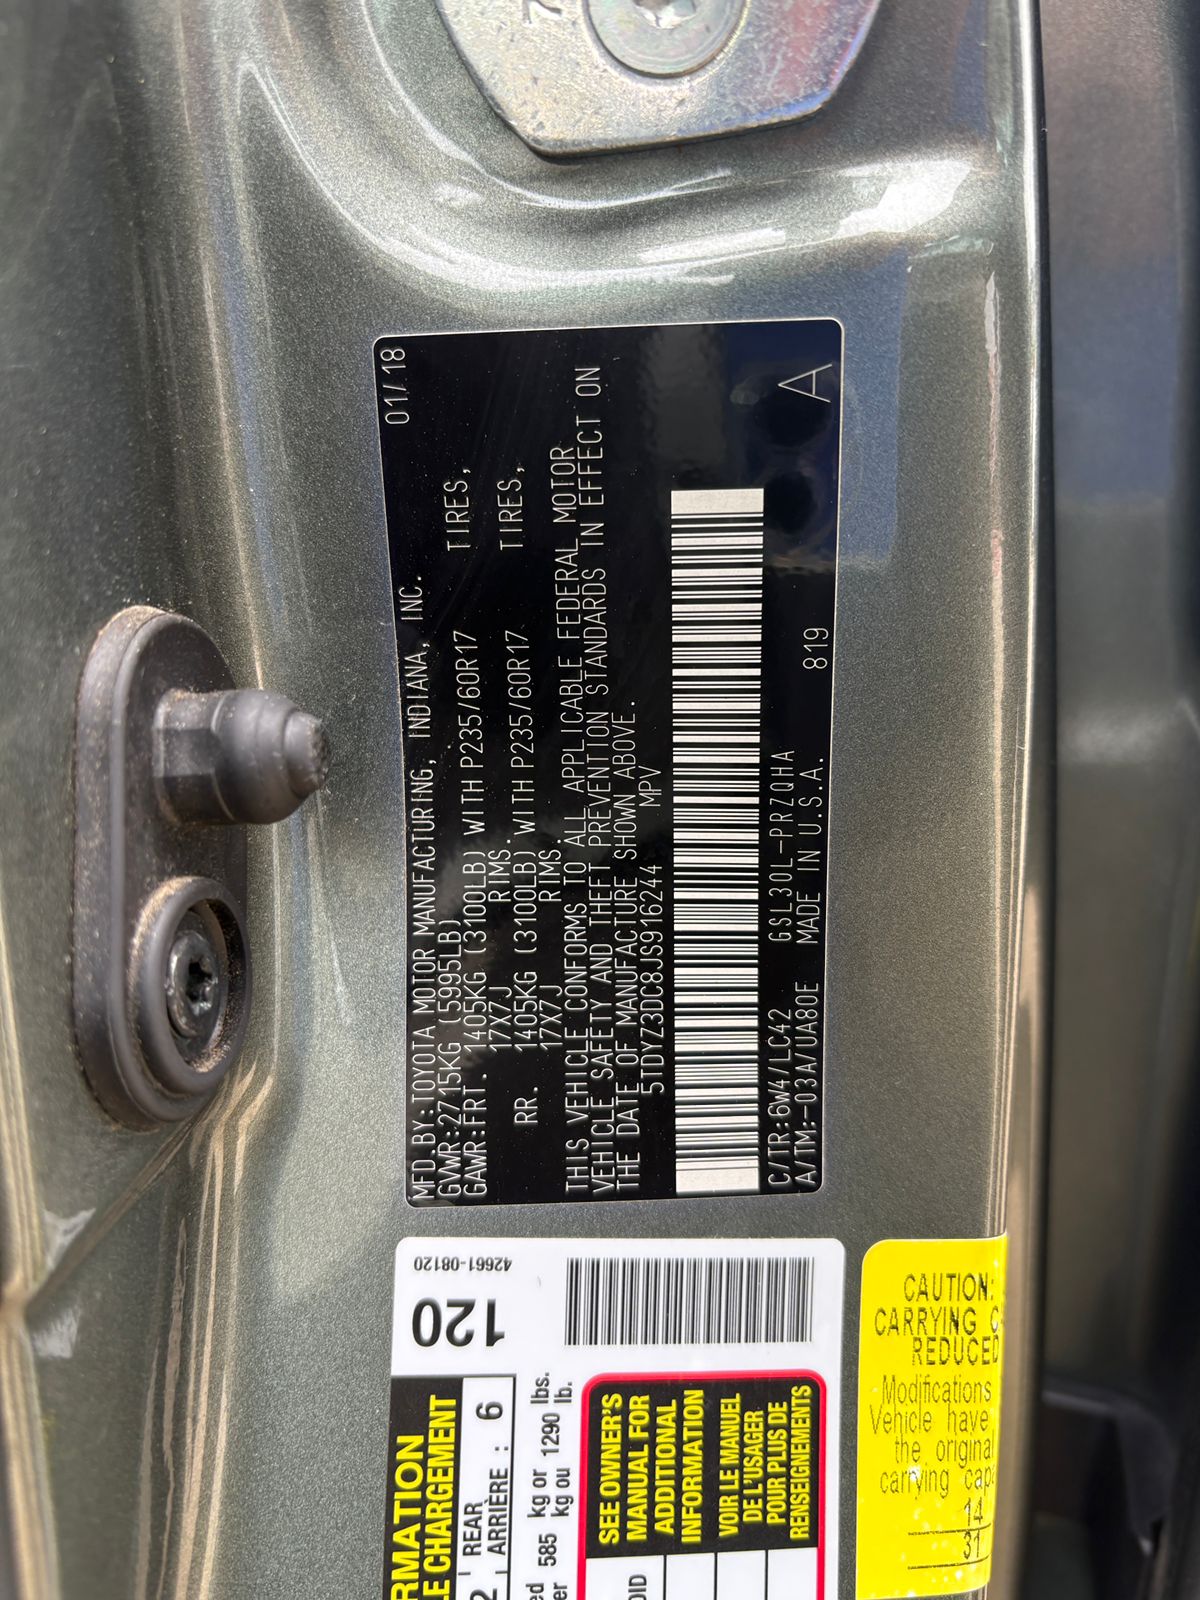 MFD.BY:TOYOTA MOTOR MANUFACTURING, INDIANA, INC. 01/18
GVWR:2715KG (5995LB)
GAWR:FRT. 1405KG (3100LB) WITH P235/60R17 TIRES,
17X7J RIMS.
RR. 1405KG (3100LB) WITH P235/60R17 TIRES,
17X7J RIMS.
THIS VEHICLE CONFORMS TO ALL APPLICABLE FEDERAL MOTOR
VEHICLE SAFETY AND THEFT PREVENTION STANDARDS IN EFFECT ON
THE DATE OF MANUFACTURE SHOWN ABOVE.
5TDYZ3DC8JS916244 MPV
C/TR:6W4/LC42 GSL30L-PRZQHA
A/TM:-03A/UA80E MADE IN U.S.A. 819 A
42661-08120
120
RMATION
LE CHARGEMENT
2 REAR
ARRIÈRE : 6
ed 585 kg or 1290 lbs.
er kg ou lb.
SEE OWNER'S
MANUAL FOR
ADDITIONAL
INFORMATION
VOIR LE MANUEL
DE L'USAGER
POUR PLUS DE
RENSEIGNEMENTS
OID
CAUTION:
CARRYING C
REDUCED
Modifications
Vehicle have
the original
carrying capa
14
31